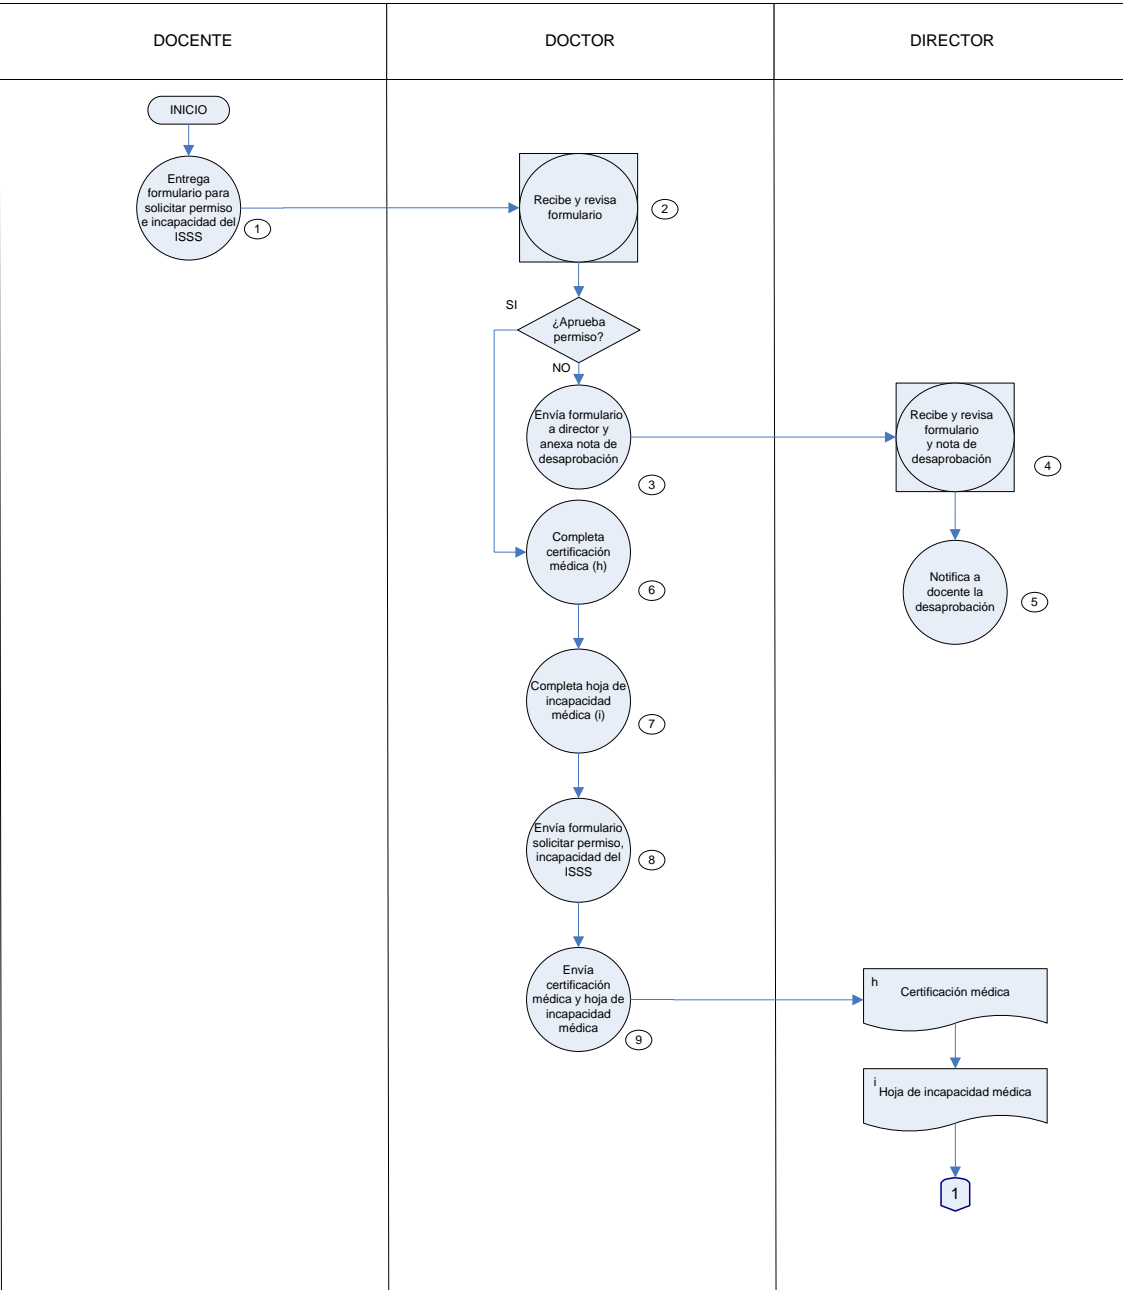 DOCENTE
DOCTOR
DIRECTOR
INICIO
Entrega
formulario para
solicitar permiso
e incapacidad del
ISSS
1
Recibe y revisa
formulario
2
SI
¿Aprueba
permiso?
NO
Envía formulario
a director y
anexa nota de
desaprobación
3
Recibe y revisa
formulario
y nota de
desaprobación
4
Completa
certificación
médica (h)
6
Notifica a
docente la
desaprobación
5
Completa hoja de
incapacidad
médica (i)
7
Envía formulario
solicitar permiso,
incapacidad del
ISSS
8
Envía
certificación
médica y hoja de
incapacidad
médica
9
h
Certificación médica
i
Hoja de incapacidad médica
1